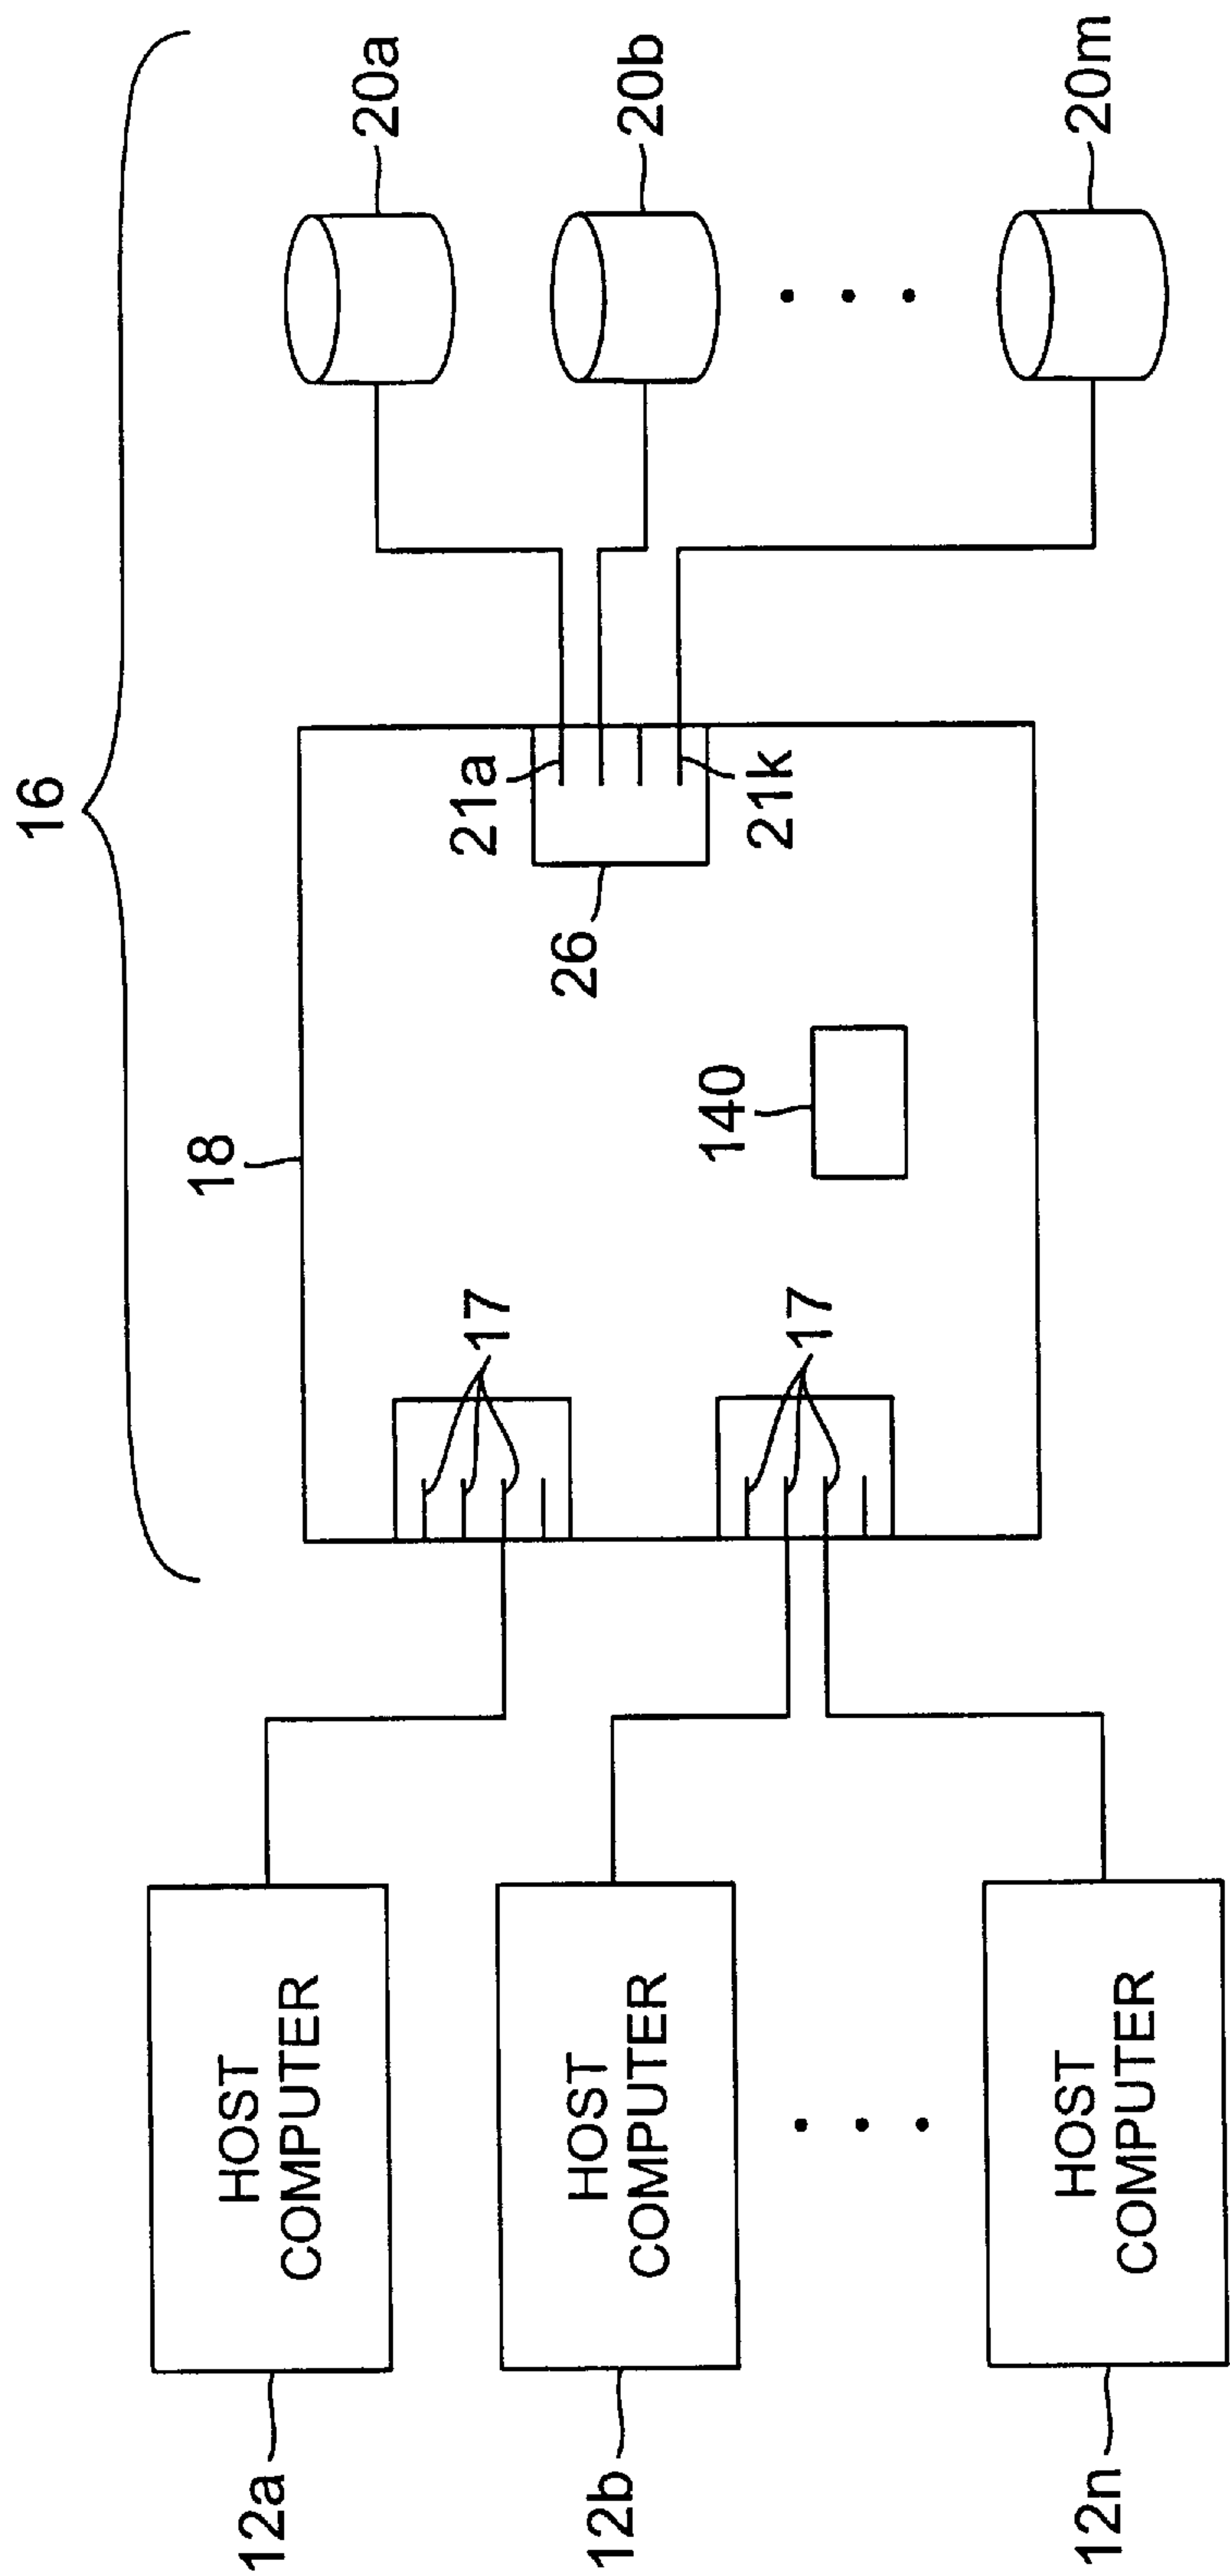 16
18
20a
20b
20m
21a
21k
26
140
17
17
HOST
COMPUTER
HOST
COMPUTER
HOST
COMPUTER
12a
12b
12n